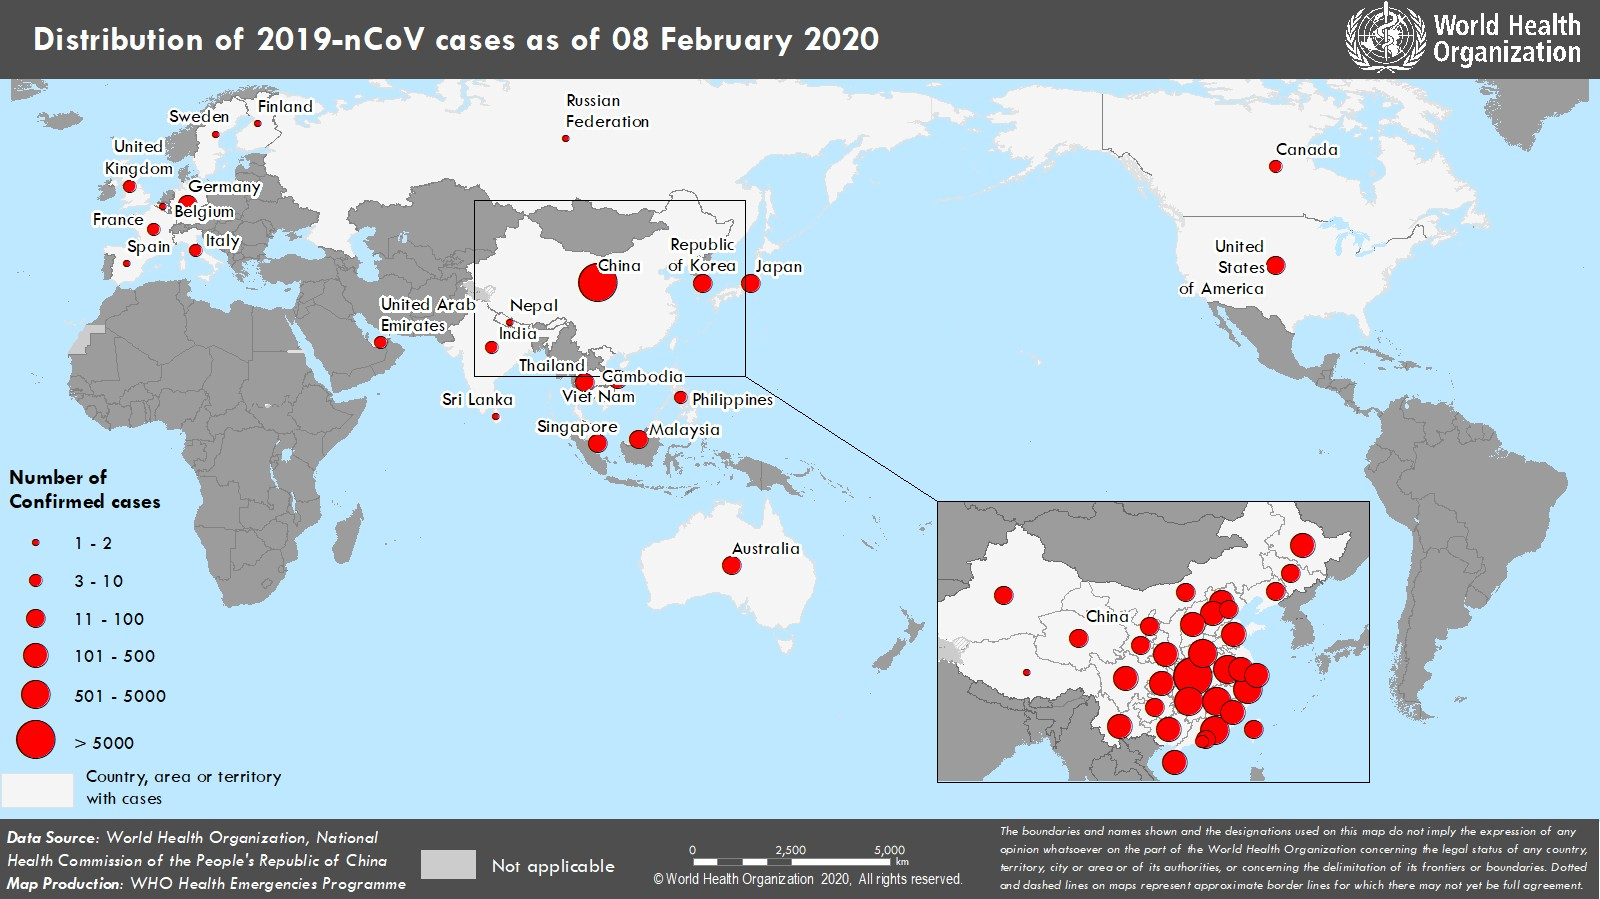 Distribution of 2019-nCoV cases as of 08 February 2020
World Health
Organization
Finland
Sweden
United
Kingdom
Germany
Belgium
France
Spain
Italy
Russian
Federation
Canada
United
States
of America
China
Republic
of Korea
Japan
Nepal
India
United Arab
Emirates
Thailand
Cambodia
Viet Nam
Philippines
Sri Lanka
Singapore
Malaysia
Australia
China
Number of
Confirmed cases
1 - 2
3 - 10
11 - 100
101 - 500
501 - 5000
> 5000
Country, area or territory
with cases
Data Source: World Health Organization, National
Health Commission of the People's Republic of China
Map Production: WHO Health Emergencies Programme
Not applicable
0 2,500 5,000
km
© World Health Organization 2020, All rights reserved.
The boundaries and names shown and the designations used on this map do not imply the expression of any
opinion whatsoever on the part of the World Health Organization concerning the legal status of any country,
territory, city or area or of its authorities, or concerning the delimitation of its frontiers or boundaries. Dotted
and dashed lines on maps represent approximate border lines for which there may not yet be full agreement.